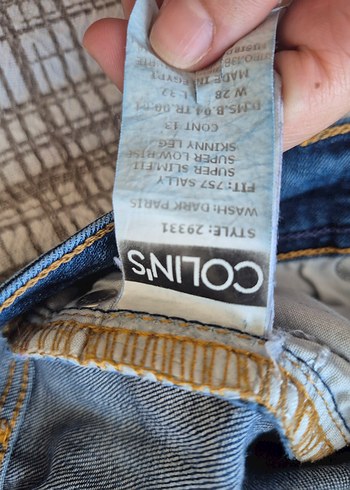 COLIN'S
STYLE: 29331
WASH: DARK PARIS
FIT: 757 SALLY
SUPER SLIM FIT
SUPER LOW RISE
SKINNY LEG
CONT 13
W 28 L 32
MADE IN EGYPT